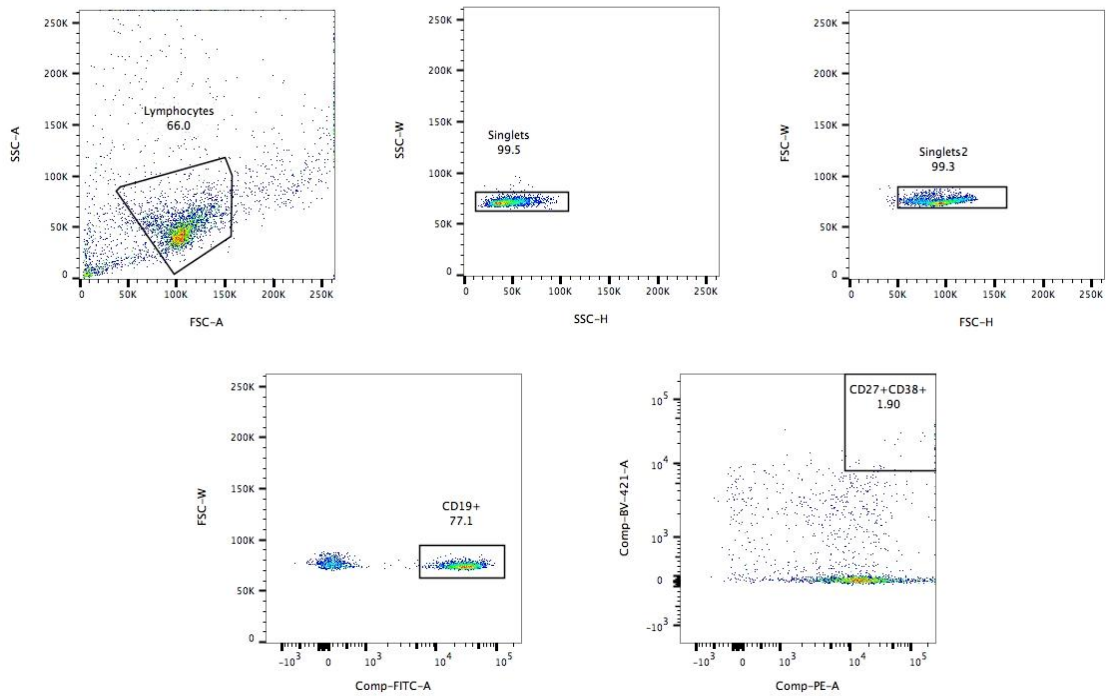 250K
200K
150K
100K
50K
0
SSC-A
Lymphocytes
66.0
0 50K 100K 150K 200K 250K
FSC-A
250K
200K
150K
100K
50K
0
SSC-W
Singlets
99.5
0 50K 100K 150K 200K 250K
SSC-H
250K
200K
150K
100K
50K
0
FSC-W
Singlets2
99.3
0 50K 100K 150K 200K 250K
FSC-H
250K
200K
150K
100K
50K
0
FSC-W
CD19+
77.1
-10³ 0 10³ 10⁴ 10⁵
Comp-FITC-A
10⁵
10⁴
10³
0
-10³
Comp-BV-421-A
CD27+CD38+
1.90
-10³ 0 10³ 10⁴ 10⁵
Comp-PE-A